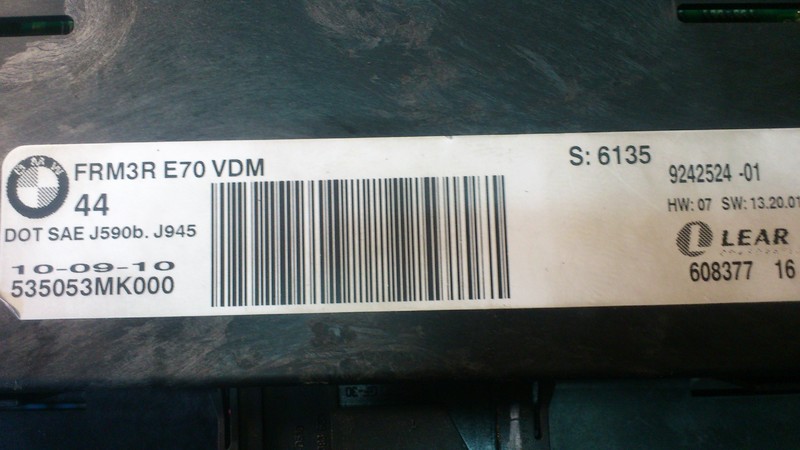 BMW
FRM3R E70 VDM
44
DOT SAE J590b. J945
10-09-10
535053MK000
S: 6135
9242524 -01
HW: 07 SW: 13.20.01
LEAR
608377 16